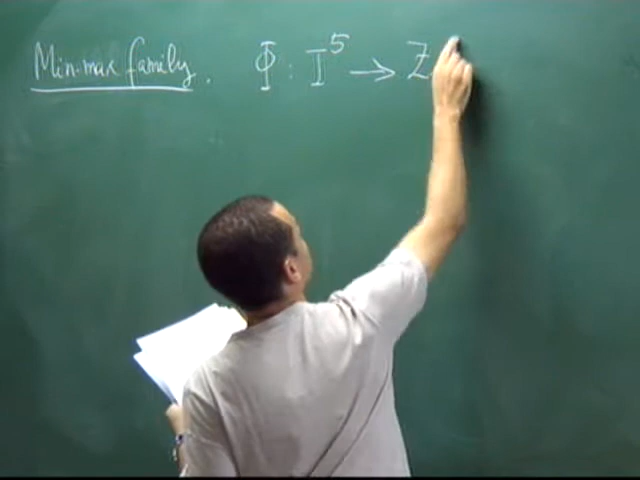 Min-max family. Φ : I⁵ → Z